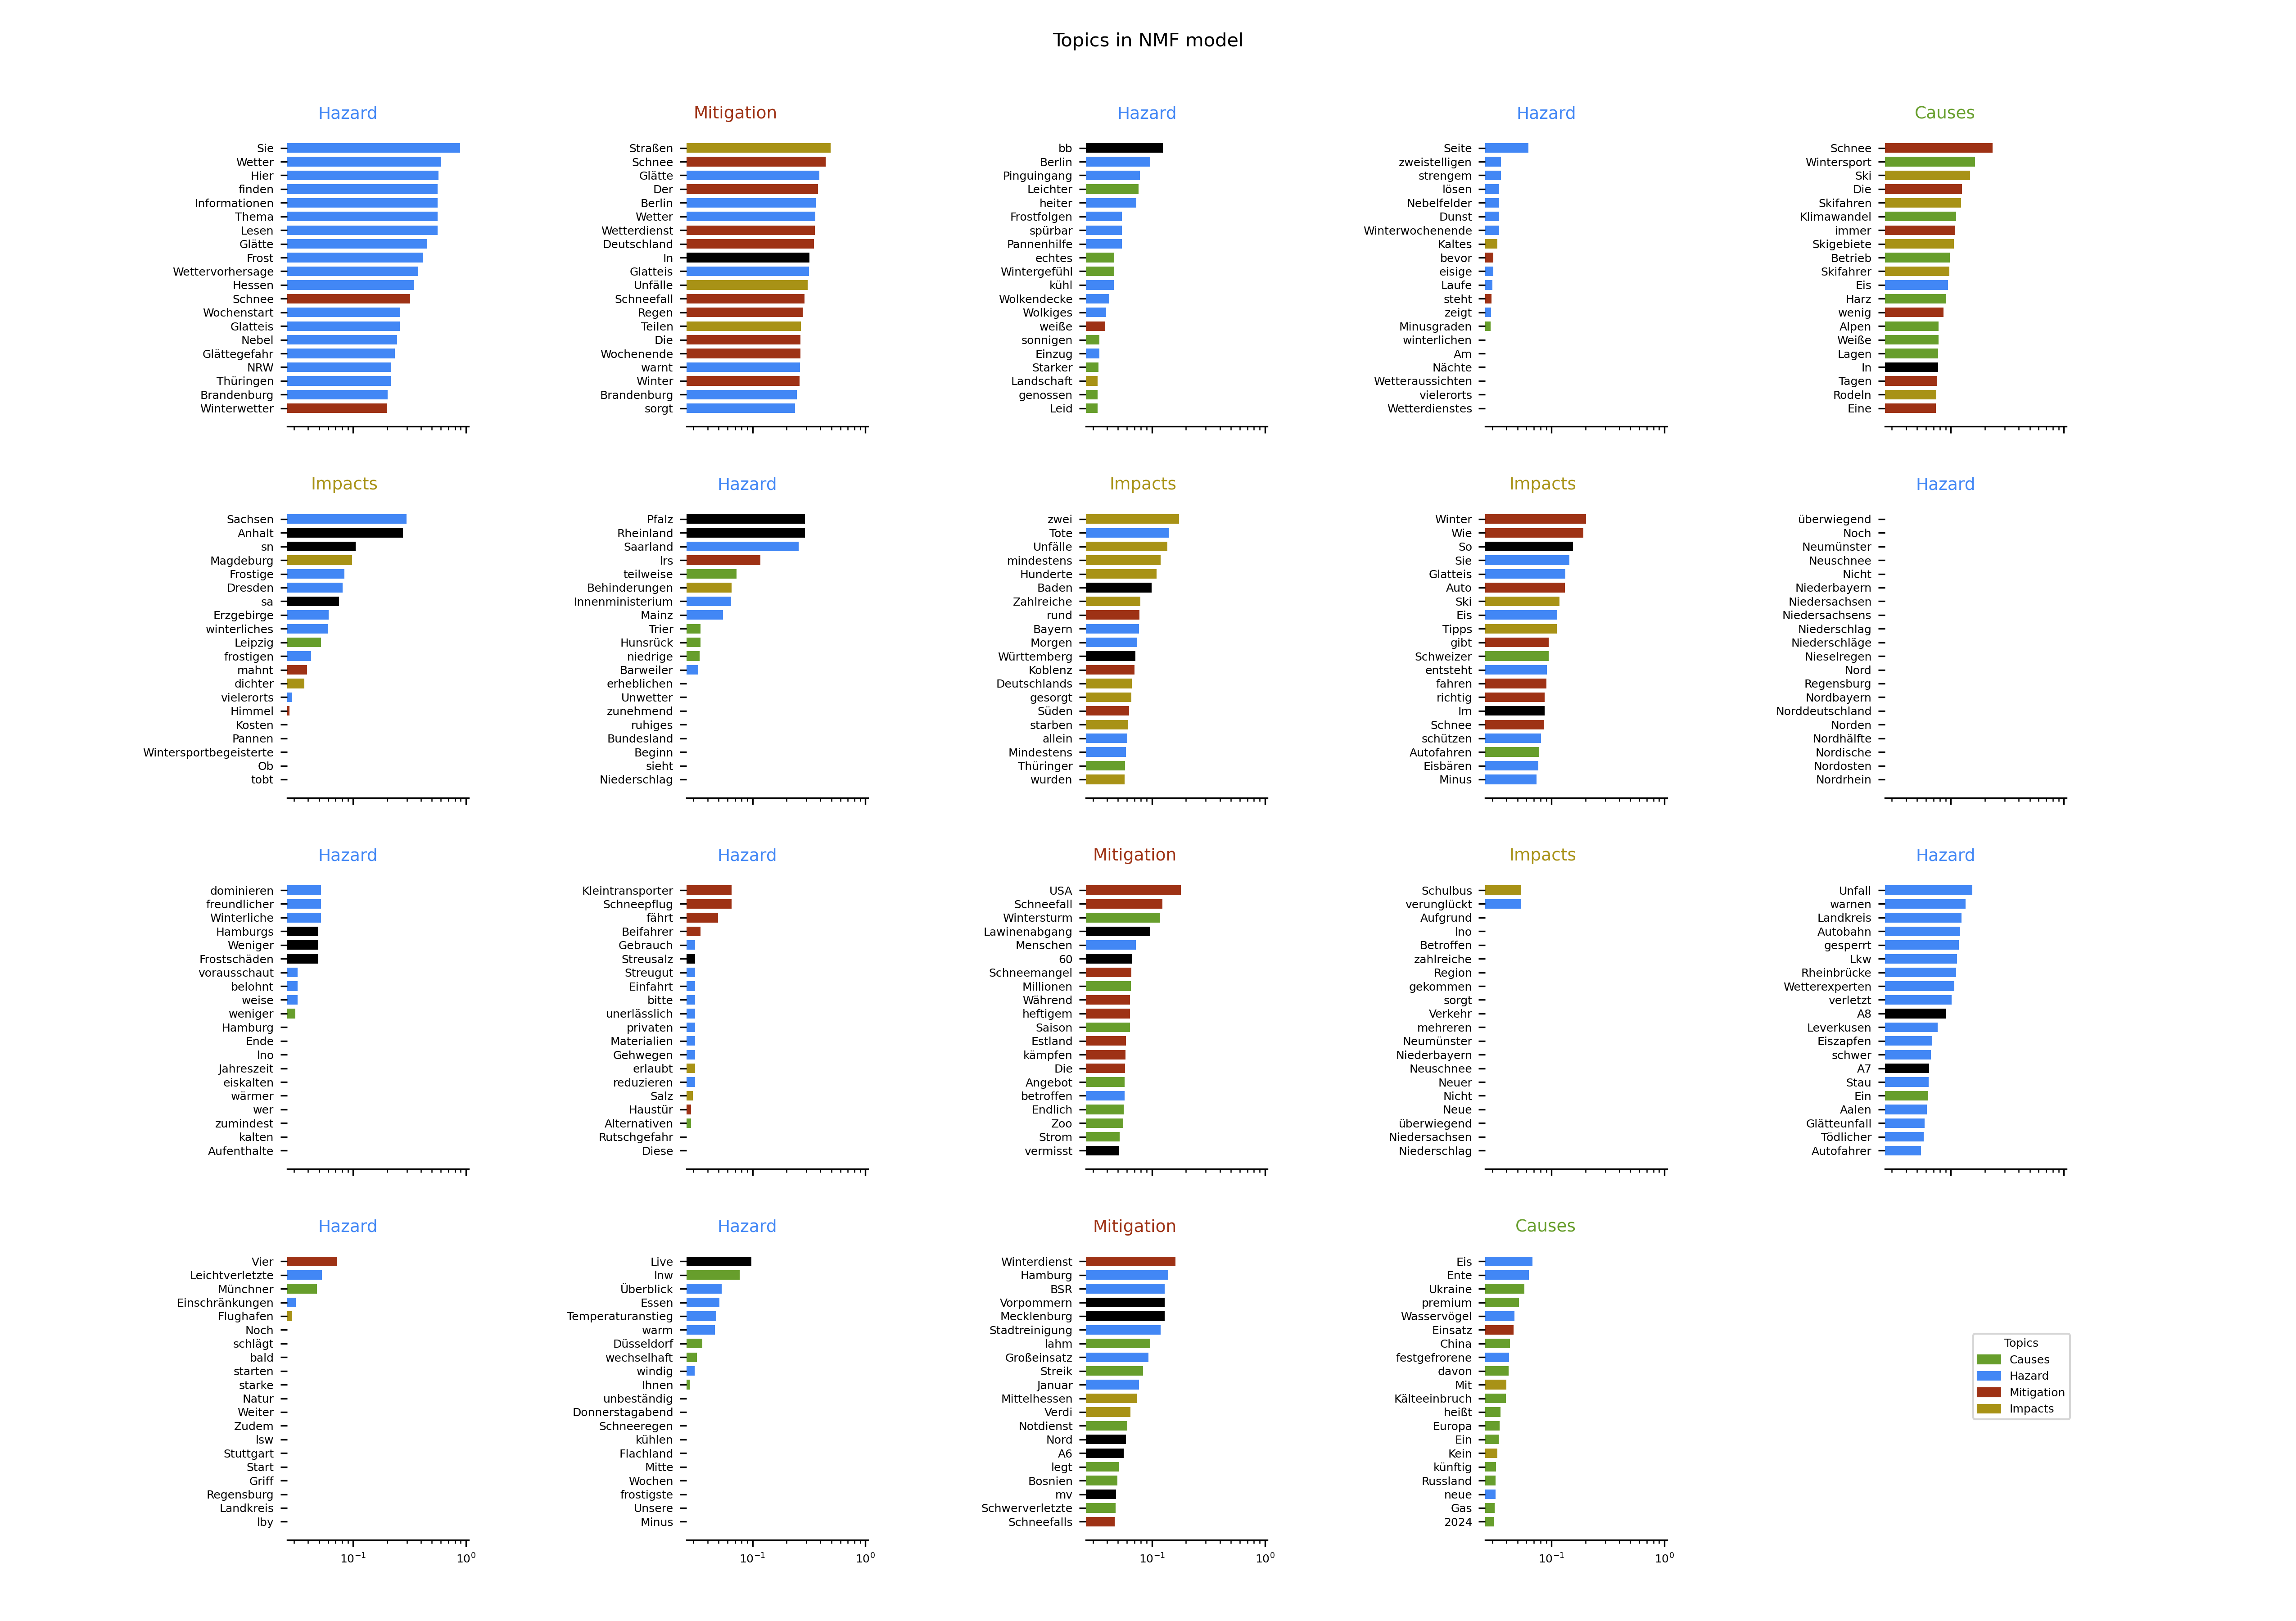 Topics in NMF model
Hazard
Sie
Wetter
Hier
finden
Informationen
Thema
Lesen
Glätte
Frost
Wettervorhersage
Hessen
Schnee
Wochenstart
Glatteis
Nebel
Glättegefahr
NRW
Thüringen
Brandenburg
Winterwetter
Mitigation
Straßen
Schnee
Glätte
Der
Berlin
Wetter
Wetterdienst
Deutschland
In
Glatteis
Unfälle
Schneefall
Regen
Teilen
Die
Wochenende
warnt
Winter
Brandenburg
sorgt
Hazard
bb
Berlin
Pinguingang
Leichter
heiter
Frostfolgen
spürbar
Pannenhilfe
echtes
Wintergefühl
kühl
Wolkendecke
Wolkiges
weiße
sonnigen
Einzug
Starker
Landschaft
genossen
Leid
Hazard
Seite
zweistelligen
strengem
lösen
Nebelfelder
Dunst
Winterwochenende
Kaltes
bevor
eisige
Laufe
steht
zeigt
Minusgraden
winterlichen
Am
Nächte
Wetteraussichten
vielerorts
Wetterdienstes
Causes
Schnee
Wintersport
Ski
Die
Skifahren
Klimawandel
immer
Skigebiete
Betrieb
Skifahrer
Eis
Harz
wenig
Alpen
Weiße
Lagen
In
Tagen
Rodeln
Eine
Impacts
Sachsen
Anhalt
sn
Magdeburg
Frostige
Dresden
sa
Erzgebirge
winterliches
Leipzig
frostigen
mahnt
dichter
vielerorts
Himmel
Kosten
Pannen
Wintersportbegeisterte
Ob
tobt
Hazard
Pfalz
Rheinland
Saarland
lrs
teilweise
Behinderungen
Innenministerium
Mainz
Trier
Hunsrück
niedrige
Barweiler
erheblichen
Unwetter
zunehmend
ruhiges
Bundesland
Beginn
sieht
Niederschlag
Impacts
zwei
Tote
Unfälle
mindestens
Hunderte
Baden
Zahlreiche
rund
Bayern
Morgen
Württemberg
Koblenz
Deutschlands
gesorgt
Süden
starben
allein
Mindestens
Thüringer
wurden
Impacts
Winter
Wie
So
Sie
Glatteis
Auto
Ski
Eis
Tipps
gibt
Schweizer
entsteht
fahren
richtig
Im
Schnee
schützen
Autofahren
Eisbären
Minus
Hazard
überwiegend
Noch
Neumünster
Neuschnee
Nicht
Niederbayern
Niedersachsen
Niedersachsens
Niederschlag
Niederschläge
Nieselregen
Nord
Regensburg
Nordbayern
Norddeutschland
Norden
Nordhälfte
Nordische
Nordosten
Nordrhein
Hazard
dominieren
freundlicher
Winterliche
Hamburgs
Weniger
Frostschäden
vorausschaut
belohnt
weise
weniger
Hamburg
Ende
lno
Jahreszeit
eiskalten
wärmer
wer
zumindest
kalten
Aufenthalte
Hazard
Kleintransporter
Schneepflug
fährt
Beifahrer
Gebrauch
Streusalz
Streugut
Einfahrt
bitte
unerlässlich
privaten
Materialien
Gehwegen
erlaubt
reduzieren
Salz
Haustür
Alternativen
Rutschgefahr
Diese
Mitigation
USA
Schneefall
Wintersturm
Lawinenabgang
Menschen
60
Schneemangel
Millionen
Während
heftigem
Saison
Estland
kämpfen
Die
Angebot
betroffen
Endlich
Zoo
Strom
vermisst
Impacts
Schulbus
verunglückt
Aufgrund
lno
Betroffen
zahlreiche
Region
gekommen
sorgt
Verkehr
mehreren
Neumünster
Niederbayern
Neuschnee
Neuer
Nicht
Neue
überwiegend
Niedersachsen
Niederschlag
Hazard
Unfall
warnen
Landkreis
Autobahn
gesperrt
Lkw
Rheinbrücke
Wetterexperten
verletzt
A8
Leverkusen
Eiszapfen
schwer
A7
Stau
Ein
Aalen
Glätteunfall
Tödlicher
Autofahrer
Hazard
Vier
Leichtverletzte
Münchner
Einschränkungen
Flughafen
Noch
schlägt
bald
starten
starke
Natur
Weiter
Zudem
lsw
Stuttgart
Start
Griff
Regensburg
Landkreis
lby
10⁻¹ 10⁰
Hazard
Live
lnw
Überblick
Essen
Temperaturanstieg
warm
Düsseldorf
wechselhaft
windig
Ihnen
unbeständig
Donnerstagabend
Schneeregen
kühlen
Flachland
Mitte
Wochen
frostigste
Unsere
Minus
10⁻¹ 10⁰
Mitigation
Winterdienst
Hamburg
BSR
Vorpommern
Mecklenburg
Stadtreinigung
lahm
Großeinsatz
Streik
Januar
Mittelhessen
Verdi
Notdienst
Nord
A6
legt
Bosnien
mv
Schwerverletzte
Schneefalls
10⁻¹ 10⁰
Causes
Eis
Ente
Ukraine
premium
Wasservögel
Einsatz
China
festgefrorene
davon
Mit
Kälteeinbruch
heißt
Europa
Ein
Kein
künftig
Russland
neue
Gas
2024
10⁻¹ 10⁰
Topics
Causes
Hazard
Mitigation
Impacts